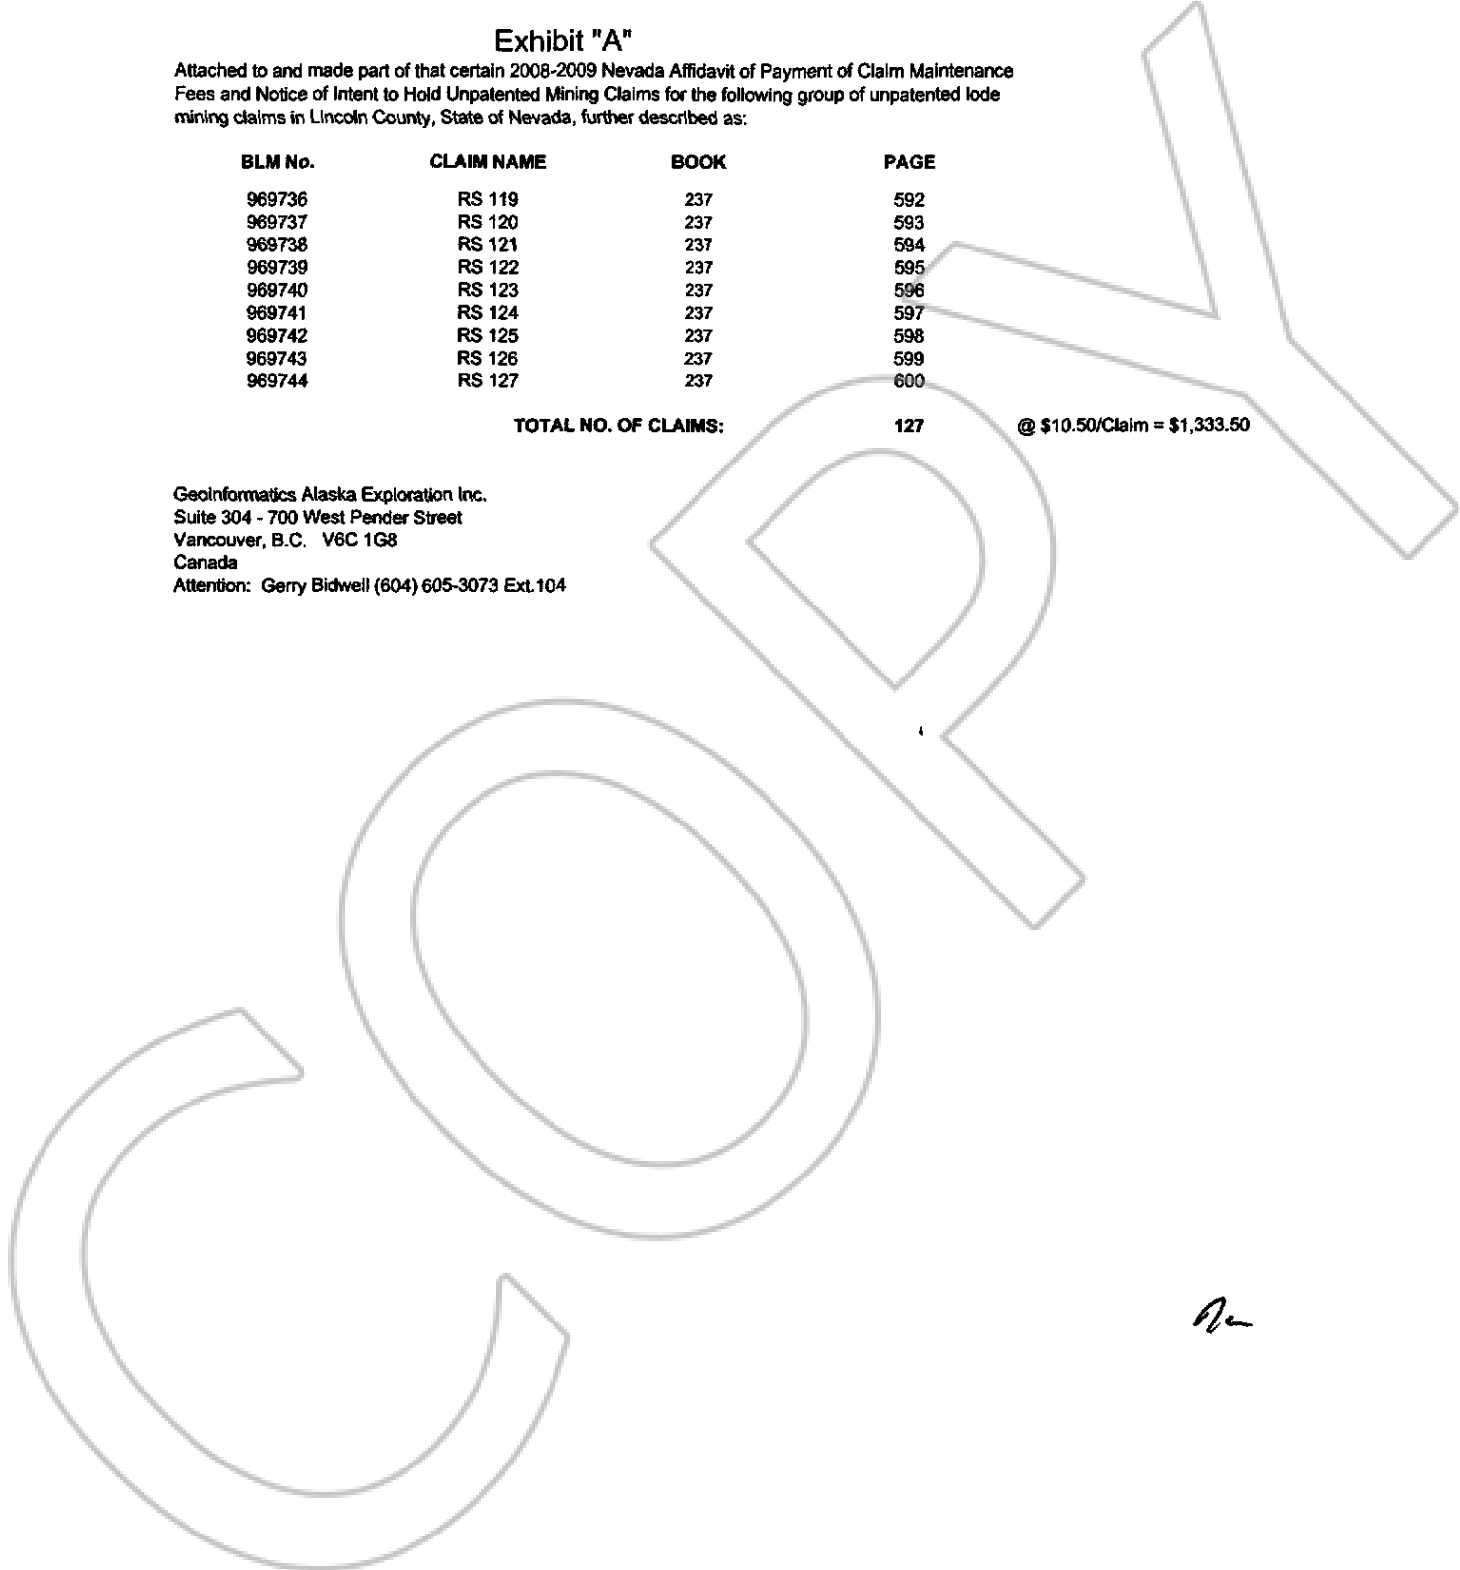 Exhibit "A"
Attached to and made part of that certain 2008-2009 Nevada Affidavit of Payment of Claim Maintenance
Fees and Notice of Intent to Hold Unpatented Mining Claims for the following group of unpatented lode
mining claims in Lincoln County, State of Nevada, further described as:
BLM No. CLAIM NAME BOOK PAGE
969736 RS 119 237 592
969737 RS 120 237 593
969738 RS 121 237 594
969739 RS 122 237 595
969740 RS 123 237 596
969741 RS 124 237 597
969742 RS 125 237 598
969743 RS 126 237 599
969744 RS 127 237 600
TOTAL NO. OF CLAIMS: 127 @ $10.50/Claim = $1,333.50
GeoInformatics Alaska Exploration Inc.
Suite 304 - 700 West Pender Street
Vancouver, B.C. V6C 1G8
Canada
Attention: Gerry Bidwell (604) 605-3073 Ext.104
COPY